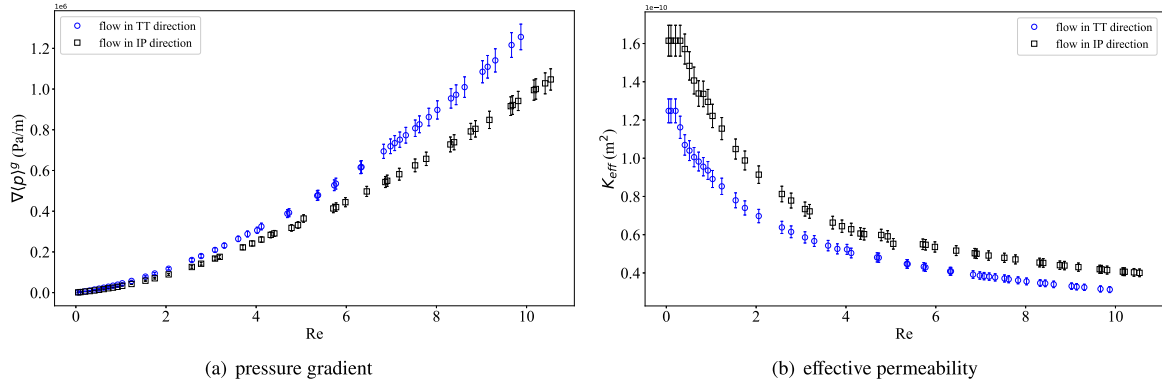 1e6
flow in TT direction
flow in IP direction
1.2
1.0
0.8
0.6
0.4
0.2
0.0
∇⟨p⟩^g (Pa/m)
0 2 4 6 8 10
Re
(a) pressure gradient
1e−10
flow in TT direction
flow in IP direction
1.6
1.4
1.2
1.0
0.8
0.6
0.4
K_eff (m²)
0 2 4 6 8 10
Re
(b) effective permeability